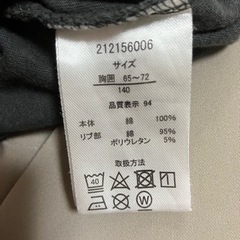 212156006
サイズ
胸囲 65～72
140
品質表示 94
本体 綿 100%
リブ部 綿 95%
ポリウレタン 5%
取扱方法
40
W